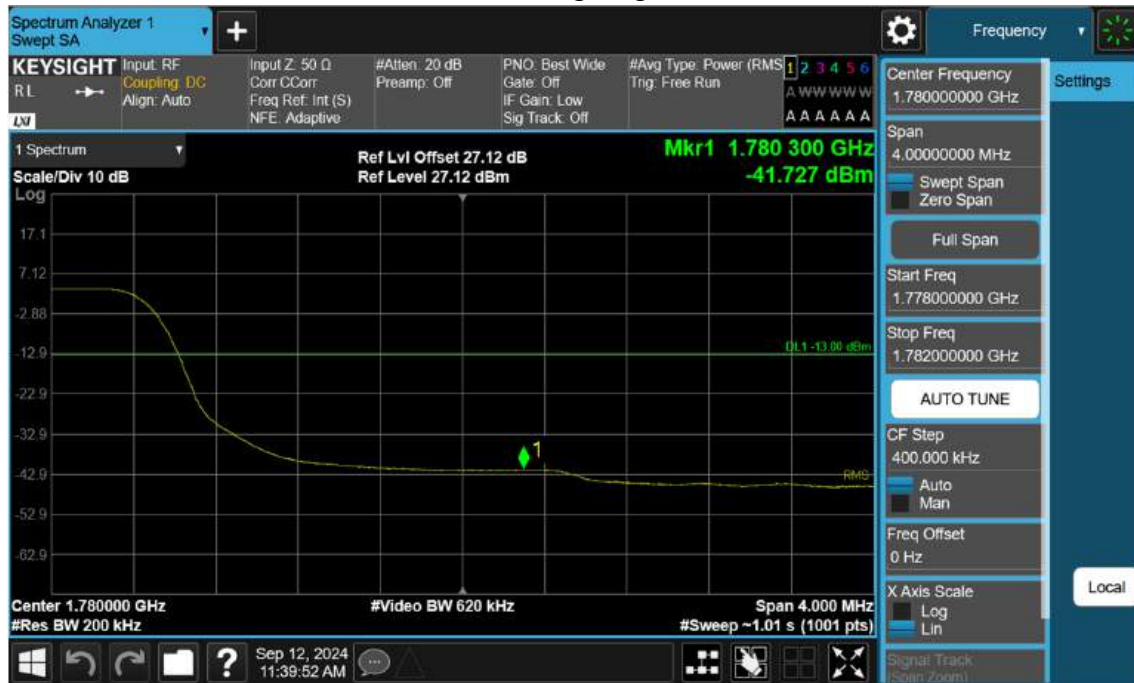 Spectrum Analyzer 1
Swept SA
Frequency
KEYSIGHT
RL
LXI
Input: RF
Coupling: DC
Align: Auto
Input Z: 50 Ω
Corr CCorr
Freq Ref: Int (S)
NFE: Adaptive
#Atten: 20 dB
Preamp: Off
PNO: Best Wide
Gate: Off
IF Gain: Low
Sig Track: Off
#Avg Type: Power (RMS
Trig: Free Run
1 2 3 4 5 6
A W W W W W
A A A A A A
1 Spectrum
Scale/Div 10 dB
Log
Ref Lvl Offset 27.12 dB
Ref Level 27.12 dBm
Mkr1 1.780 300 GHz
-41.727 dBm
17.1
7.12
-2.88
-12.9
DL1 -13.00 dBm
-22.9
-32.9
1
-42.9
RMS
-52.9
-62.9
Center 1.780000 GHz
#Res BW 200 kHz
#Video BW 620 kHz
Span 4.000 MHz
#Sweep ~1.01 s (1001 pts)
?
Sep 12, 2024
11:39:52 AM
Center Frequency
1.780000000 GHz
Settings
Span
4.00000000 MHz
Swept Span
Zero Span
Full Span
Start Freq
1.778000000 GHz
Stop Freq
1.782000000 GHz
AUTO TUNE
CF Step
400.000 kHz
Auto
Man
Freq Offset
0 Hz
X Axis Scale
Log
Lin
Local
Signal Track
(Span Zoom)